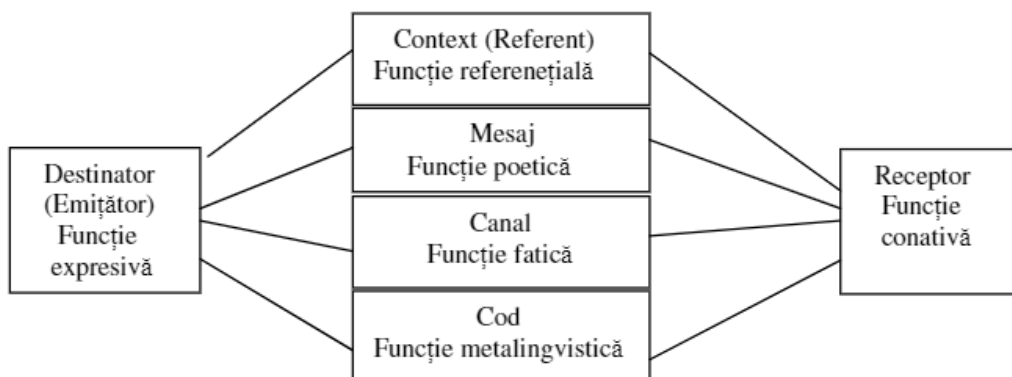 Context (Referent)
Funcție referenețială
Mesaj
Funcție poetică
Destinator
(Emițător)
Funcție
expresivă
Canal
Funcție fatică
Receptor
Funcție
conativă
Cod
Funcție metalingvistică